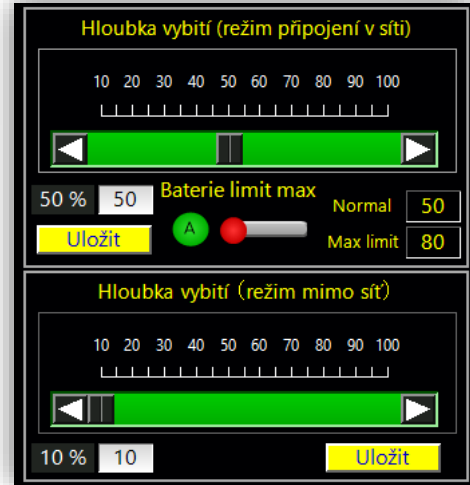 Hloubka vybití (režim připojení v síti)
10 20 30 40 50 60 70 80 90 100
50 % 50 Baterie limit max Normal 50
Uložit A Max limit 80
Hloubka vybití (režim mimo síť)
10 20 30 40 50 60 70 80 90 100
10 % 10 Uložit